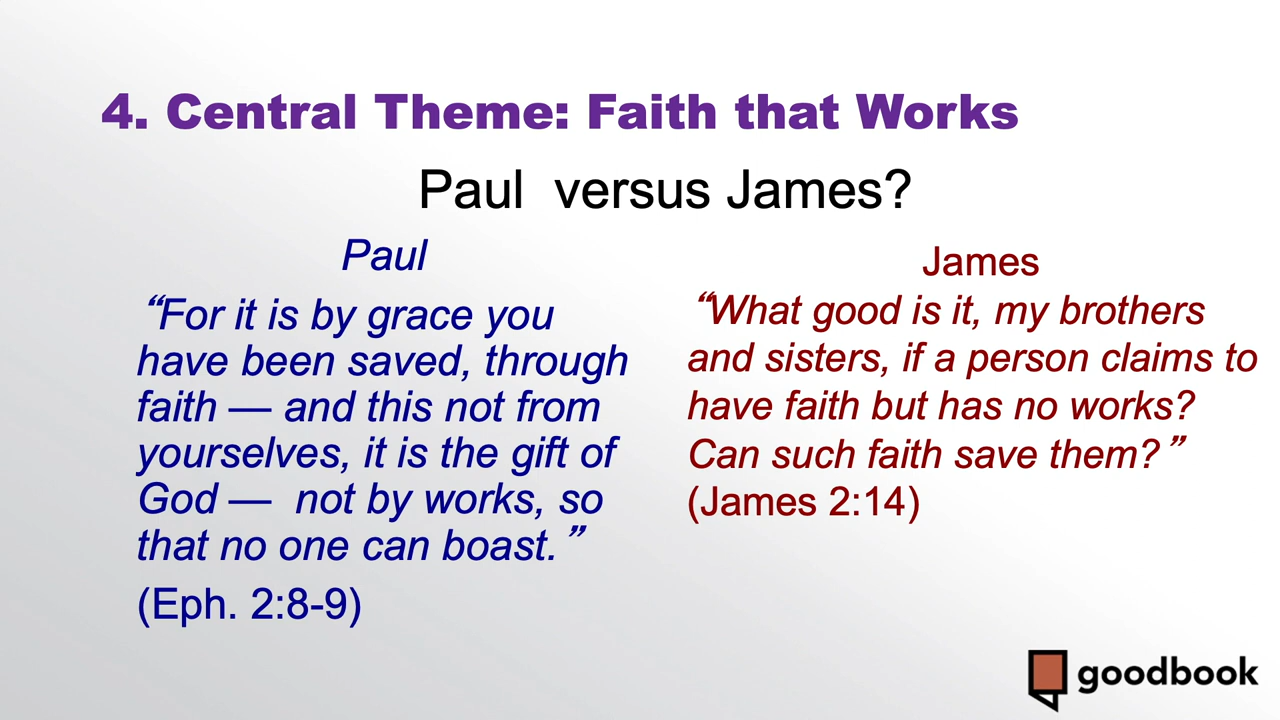 4. Central Theme: Faith that Works
Paul  versus James?
Paul
“For it is by grace you
have been saved, through
faith — and this not from
yourselves, it is the gift of
God —  not by works, so
that no one can boast.”
(Eph. 2:8-9)
James
“What good is it, my brothers
and sisters, if a person claims to
have faith but has no works?
Can such faith save them?”
(James 2:14)
goodbook